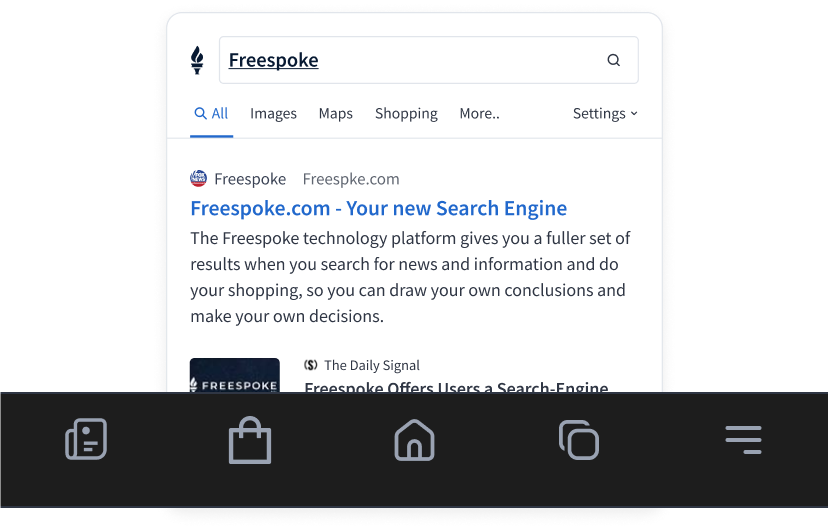 Freespoke
All Images Maps Shopping More.. Settings
FOX NEWS Freespoke Freespke.com
Freespoke.com - Your new Search Engine
The Freespoke technology platform gives you a fuller set of
results when you search for news and information and do
your shopping, so you can draw your own conclusions and
make your own decisions.
($) The Daily Signal
FREESPOKE Freespoke Offers Users a Search-Engine